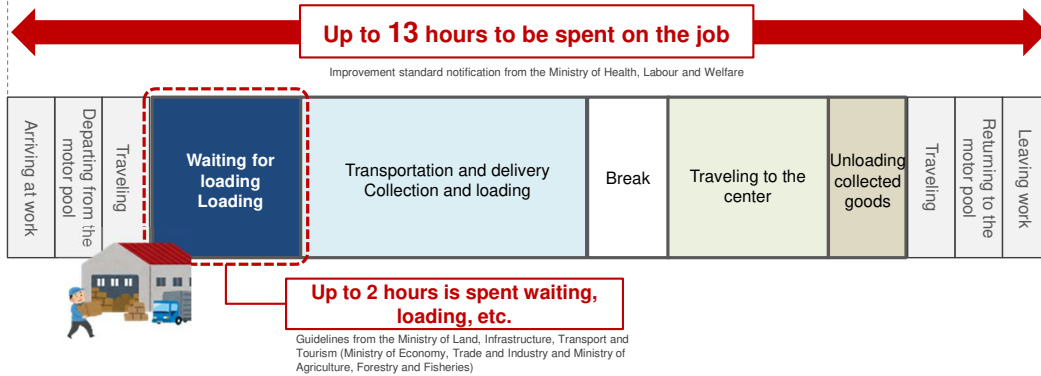 Up to 13 hours to be spent on the job
Improvement standard notification from the Ministry of Health, Labour and Welfare
Arriving at work
Departing from the
motor pool
Traveling
Waiting for
loading
Loading
Transportation and delivery
Collection and loading
Break
Traveling to the
center
Unloading
collected
goods
Traveling
Returning to the
motor pool
Leaving work
Up to 2 hours is spent waiting,
loading, etc.
Guidelines from the Ministry of Land, Infrastructure, Transport and
Tourism (Ministry of Economy, Trade and Industry and Ministry of
Agriculture, Forestry and Fisheries)